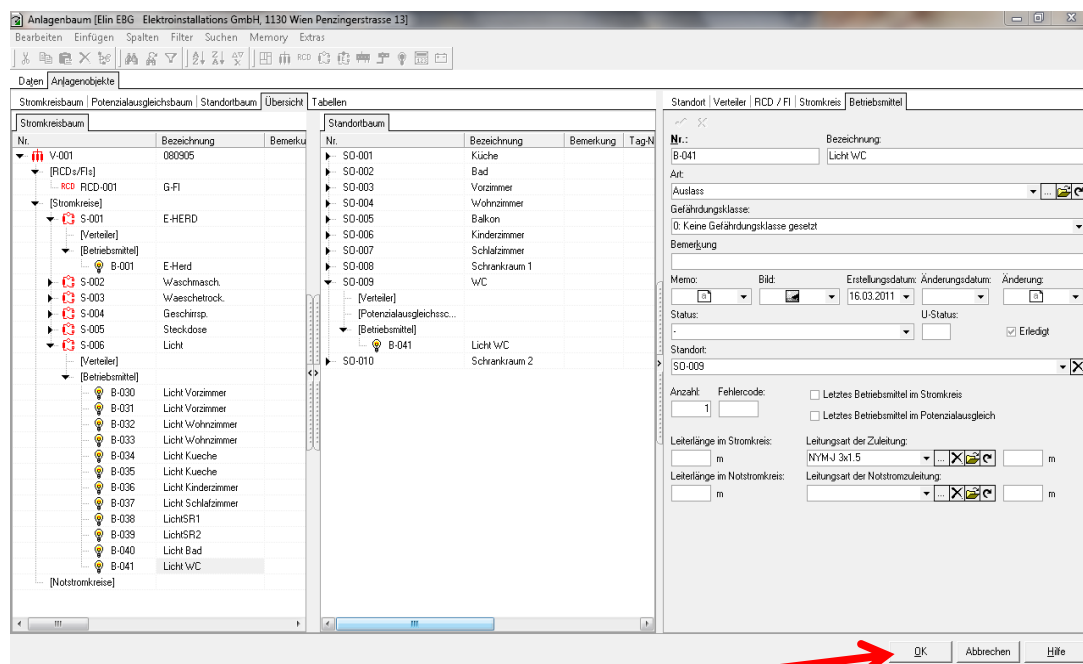 Anlagenbaum [Elin EBG Elektroinstallations GmbH, 1130 Wien Penzingerstrasse 13]
Bearbeiten Einfügen Spalten Filter Suchen Memory Extras
RCD
Daten Anlagenobjekte
Stromkreisbaum Potenzialausgleichsbaum Standortbaum Übersicht Tabellen
Stromkreisbaum
Nr. Bezeichnung Bemerku
V-001 080905
[RCDs/FIs]
RCD RCD-001 G-FI
[Stromkreise]
S-001 E-HERD
[Verteiler]
[Betriebsmittel]
B-001 E-Herd
S-002 Waschmasch.
S-003 Waeschetrock.
S-004 Geschirrsp.
S-005 Steckdose
S-006 Licht
[Verteiler]
[Betriebsmittel]
B-030 Licht Vorzimmer
B-031 Licht Vorzimmer
B-032 Licht Wohnzimmer
B-033 Licht Wohnzimmer
B-034 Licht Kueche
B-035 Licht Kueche
B-036 Licht Kinderzimmer
B-037 Licht Schlafzimmer
B-038 LichtSR1
B-039 LichtSR2
B-040 Licht Bad
B-041 Licht WC
[Notstromkreise]
Standortbaum
Nr. Bezeichnung Bemerkung Tag-N
SO-001 Küche
SO-002 Bad
SO-003 Vorzimmer
SO-004 Wohnzimmer
SO-005 Balkon
SO-006 Kinderzimmer
SO-007 Schlafzimmer
SO-008 Schrankraum 1
SO-009 WC
[Verteiler]
[Potenzialausgleichssc...
[Betriebsmittel]
B-041 Licht WC
SO-010 Schrankraum 2
Standort Verteiler RCD / FI Stromkreis Betriebsmittel
Nr.: Bezeichnung:
B-041 Licht WC
Art:
Auslass ...
Gefährdungsklasse:
0: Keine Gefährdungsklasse gesetzt
Bemerkung
Memo: Bild: Erstellungsdatum: Änderungsdatum: Änderung:
a 16.03.2011 a
Status: U-Status:
- Erledigt
Standort:
SO-009
Anzahl: Fehlercode: Letztes Betriebsmittel im Stromkreis
1 Letztes Betriebsmittel im Potenzialausgleich
Leiterlänge im Stromkreis: Leitungsart der Zuleitung:
m NYM-J 3x1.5 ... m
Leiterlänge im Notstromkreis: Leitungsart der Notstromzuleitung:
m ... m
OK Abbrechen Hilfe